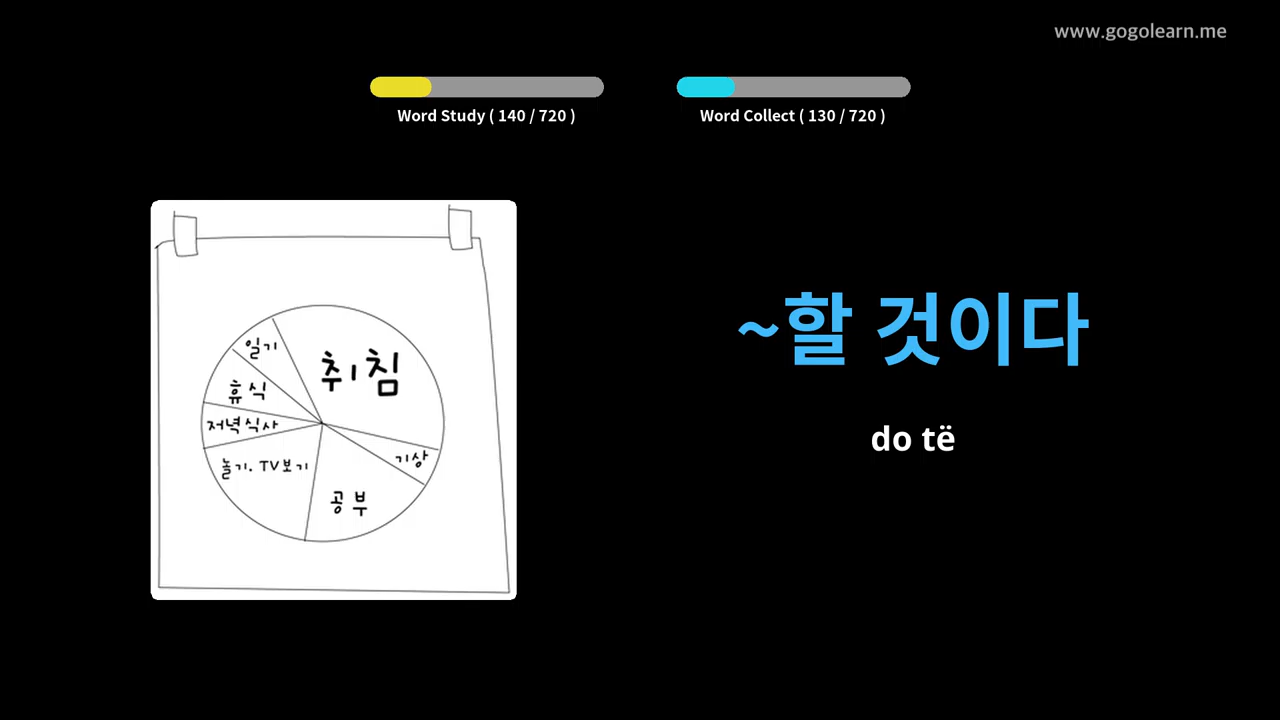 www.gogolearn.me
Word Study ( 140 / 720 )
Word Collect ( 130 / 720 )
일기
취침
휴식
저녁식사
놀기. TV보기
기상
공부
~할 것이다
do të